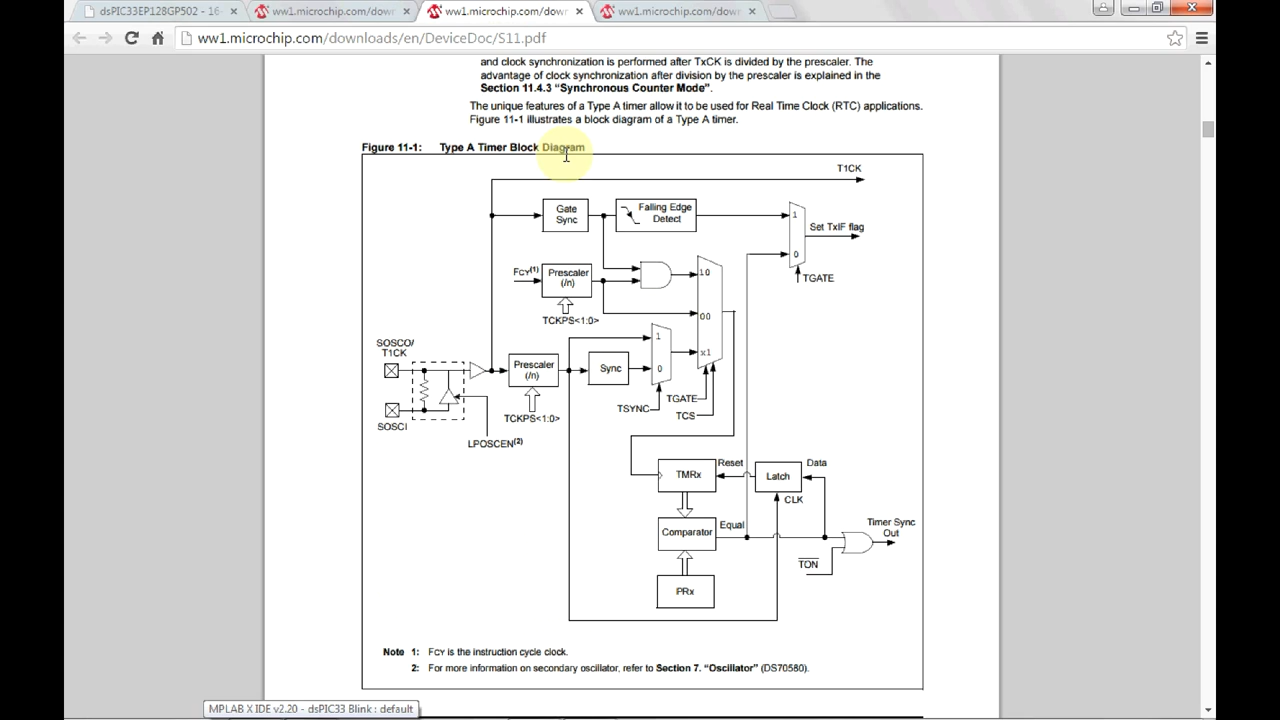 dsPIC33EP128GP502 - 16-
ww1.microchip.com/down
ww1.microchip.com/down
ww1.microchip.com/down
ww1.microchip.com/downloads/en/DeviceDoc/S11.pdf
and clock synchronization is performed after TxCK is divided by the prescaler. The
advantage of clock synchronization after division by the prescaler is explained in the
Section 11.4.3 “Synchronous Counter Mode”.
The unique features of a Type A timer allow it to be used for Real Time Clock (RTC) applications.
Figure 11-1 illustrates a block diagram of a Type A timer.
Figure 11-1: Type A Timer Block Diagram
T1CK
Gate
Sync
Falling Edge
Detect
1
Set TxIF flag
0
TGATE
FCY(1)
Prescaler
(/n)
TCKPS<1:0>
10
00
x1
SOSCO/
T1CK
SOSCI
LPOSCEN(2)
Prescaler
(/n)
TCKPS<1:0>
Sync
1
0
TSYNC
TGATE
TCS
TMRx
Reset
Latch
Data
CLK
Comparator
Equal
Timer Sync
Out
TON
PRx
Note 1: FCY is the instruction cycle clock.
2: For more information on secondary oscillator, refer to Section 7. “Oscillator” (DS70580).
MPLAB X IDE v2.20 - dsPIC33 Blink : default